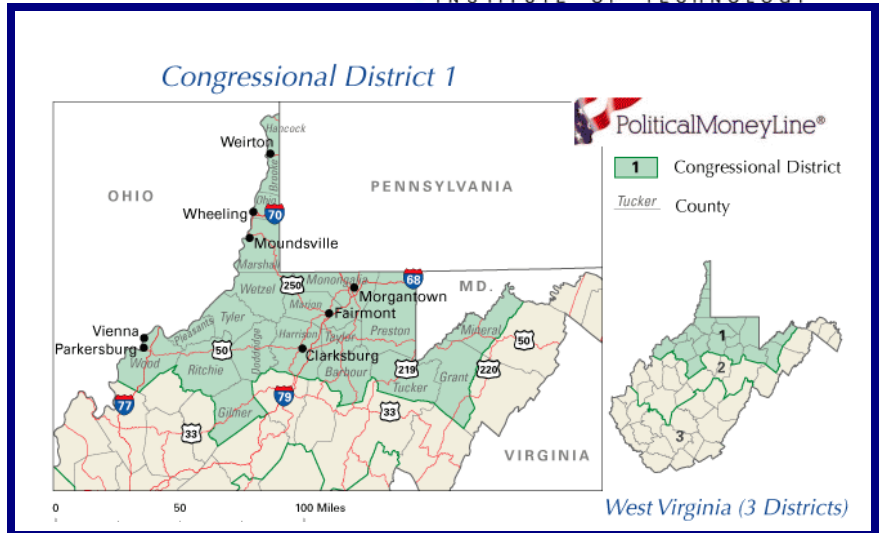 INSTITUTE OF TECHNOLOGY
Congressional District 1
PoliticalMoneyLine®
1 Congressional District
Tucker County
Hancock
Weirton
Brooke
OHIO
PENNSYLVANIA
Ohio
Wheeling
70
Moundsville
Marshall
Wetzel
250
Monongalia
68
MD.
Morgantown
Marion
Fairmont
Vienna
Pleasants
Tyler
Parkersburg
Doddridge
Harrison
Taylor
Preston
Mineral
50
50
Wood
Ritchie
Clarksburg
Barbour
219
Tucker
Grant
220
77
79
Gilmer
33
33
VIRGINIA
1
2
3
0 50 100 Miles
West Virginia (3 Districts)